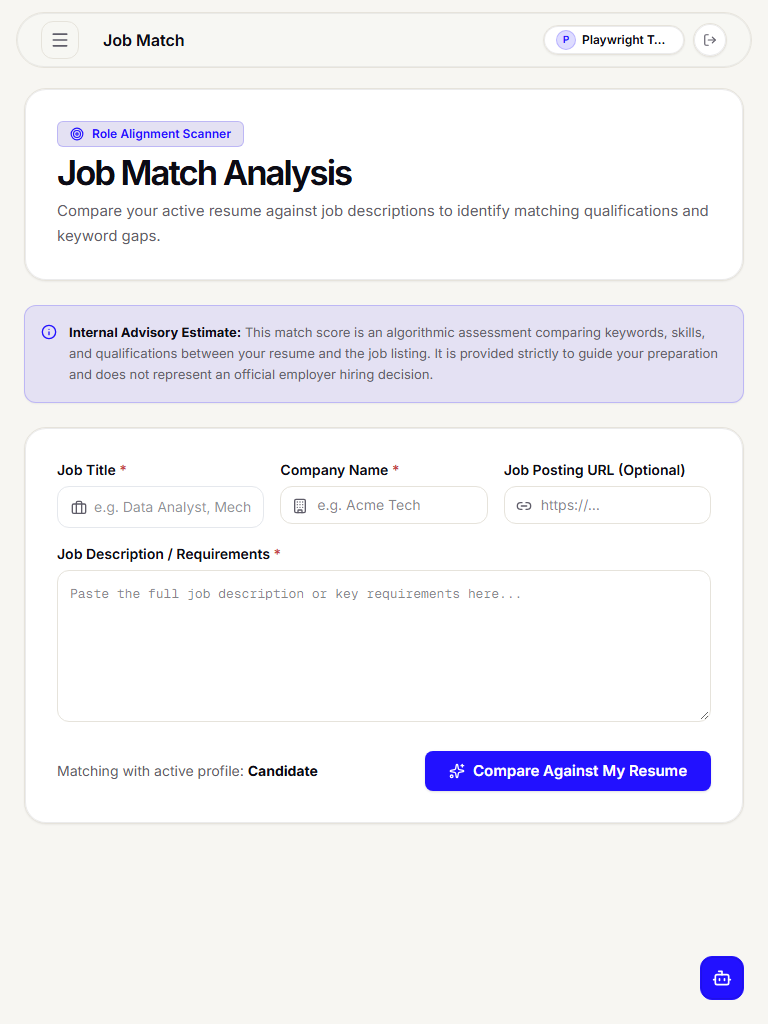 Job Match
P Playwright T...
Role Alignment Scanner
Job Match Analysis
Compare your active resume against job descriptions to identify matching qualifications and
keyword gaps.
Internal Advisory Estimate: This match score is an algorithmic assessment comparing keywords, skills,
and qualifications between your resume and the job listing. It is provided strictly to guide your preparation
and does not represent an official employer hiring decision.
Job Title *
Company Name *
Job Posting URL (Optional)
e.g. Data Analyst, Mech
e.g. Acme Tech
https://...
Job Description / Requirements *
Paste the full job description or key requirements here...
Matching with active profile: Candidate
Compare Against My Resume